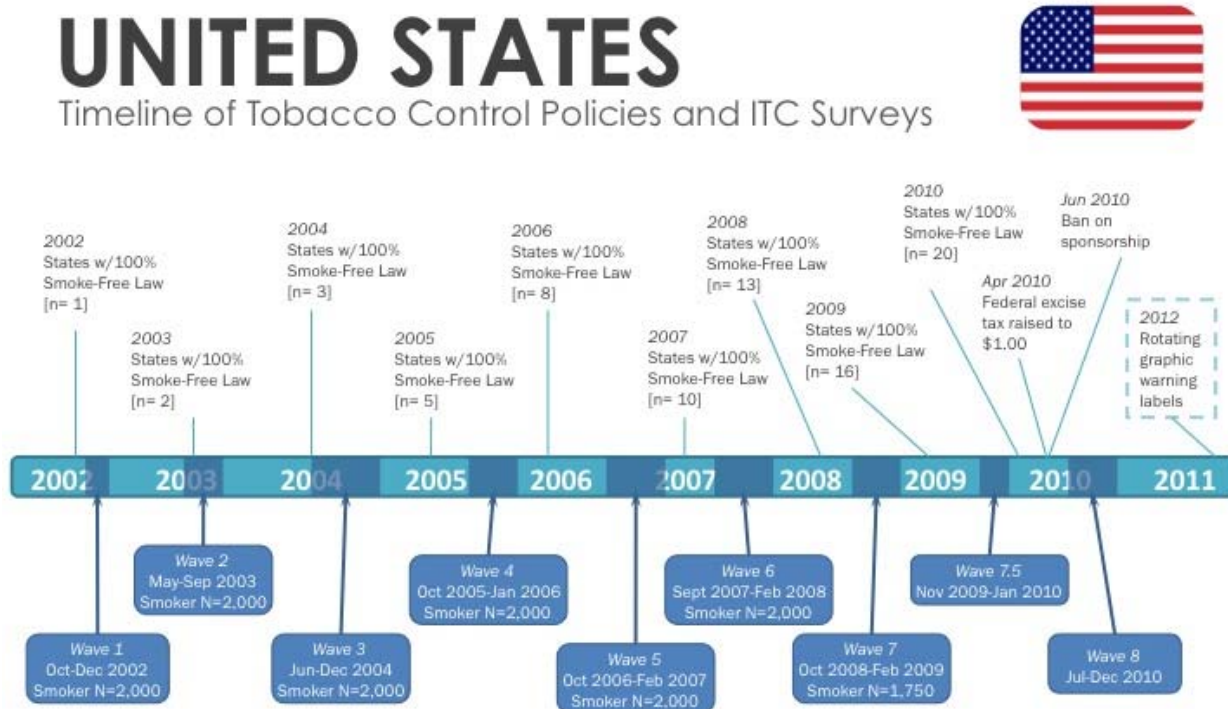 UNITED STATES
Timeline of Tobacco Control Policies and ITC Surveys
2002
States w/100%
Smoke-Free Law
[n= 1]
2003
States w/100%
Smoke-Free Law
[n= 2]
2004
States w/100%
Smoke-Free Law
[n= 3]
2005
States w/100%
Smoke-Free Law
[n= 5]
2006
States w/100%
Smoke-Free Law
[n= 8]
2007
States w/100%
Smoke-Free Law
[n= 10]
2008
States w/100%
Smoke-Free Law
[n= 13]
2009
States w/100%
Smoke-Free Law
[n= 16]
2010
States w/100%
Smoke-Free Law
[n= 20]
Apr 2010
Federal excise
tax raised to
$1.00
Jun 2010
Ban on
sponsorship
2012
Rotating
graphic
warning
labels
2002 2003 2004 2005 2006 2007 2008 2009 2010 2011
Wave 1
Oct-Dec 2002
Smoker N=2,000
Wave 2
May-Sep 2003
Smoker N=2,000
Wave 3
Jun-Dec 2004
Smoker N=2,000
Wave 4
Oct 2005-Jan 2006
Smoker N=2,000
Wave 5
Oct 2006-Feb 2007
Smoker N=2,000
Wave 6
Sept 2007-Feb 2008
Smoker N=2,000
Wave 7
Oct 2008-Feb 2009
Smoker N=1,750
Wave 7.5
Nov 2009-Jan 2010
Wave 8
Jul-Dec 2010